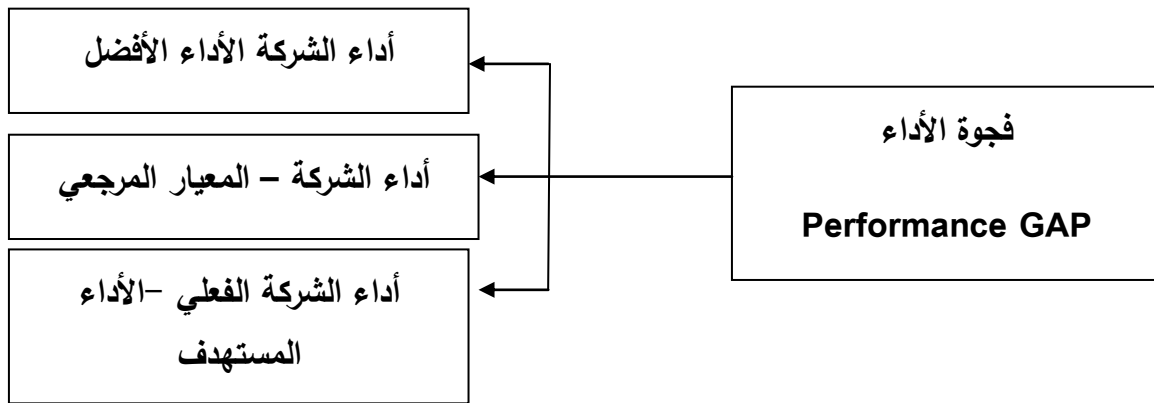 فجوة الأداء
Performance GAP
أداء الشركة الأداء الأفضل
أداء الشركة – المعيار المرجعي
أداء الشركة الفعلي –الأداء
المستهدف